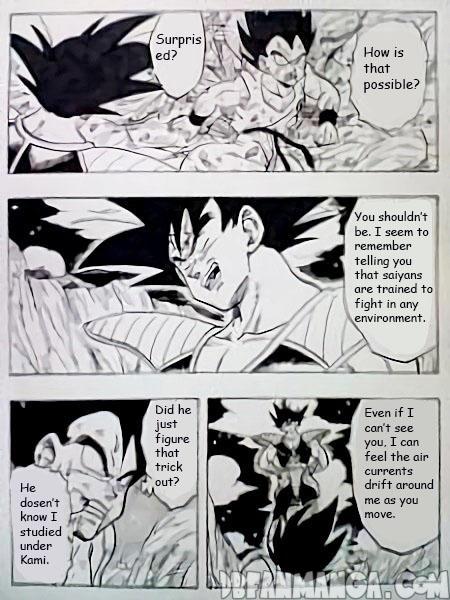 Surpris
ed?
How is
that
possible?
You shouldn't
be. I seem to
remember
telling you
that saiyans
are trained to
fight in any
environment.
Did he
just
figure
that
trick
out?
He
dosen't
know I
studied
under
Kami.
Even if I
can't see
you, I can
feel the air
currents
drift around
me as you
move.
DBFANMANGA.COM